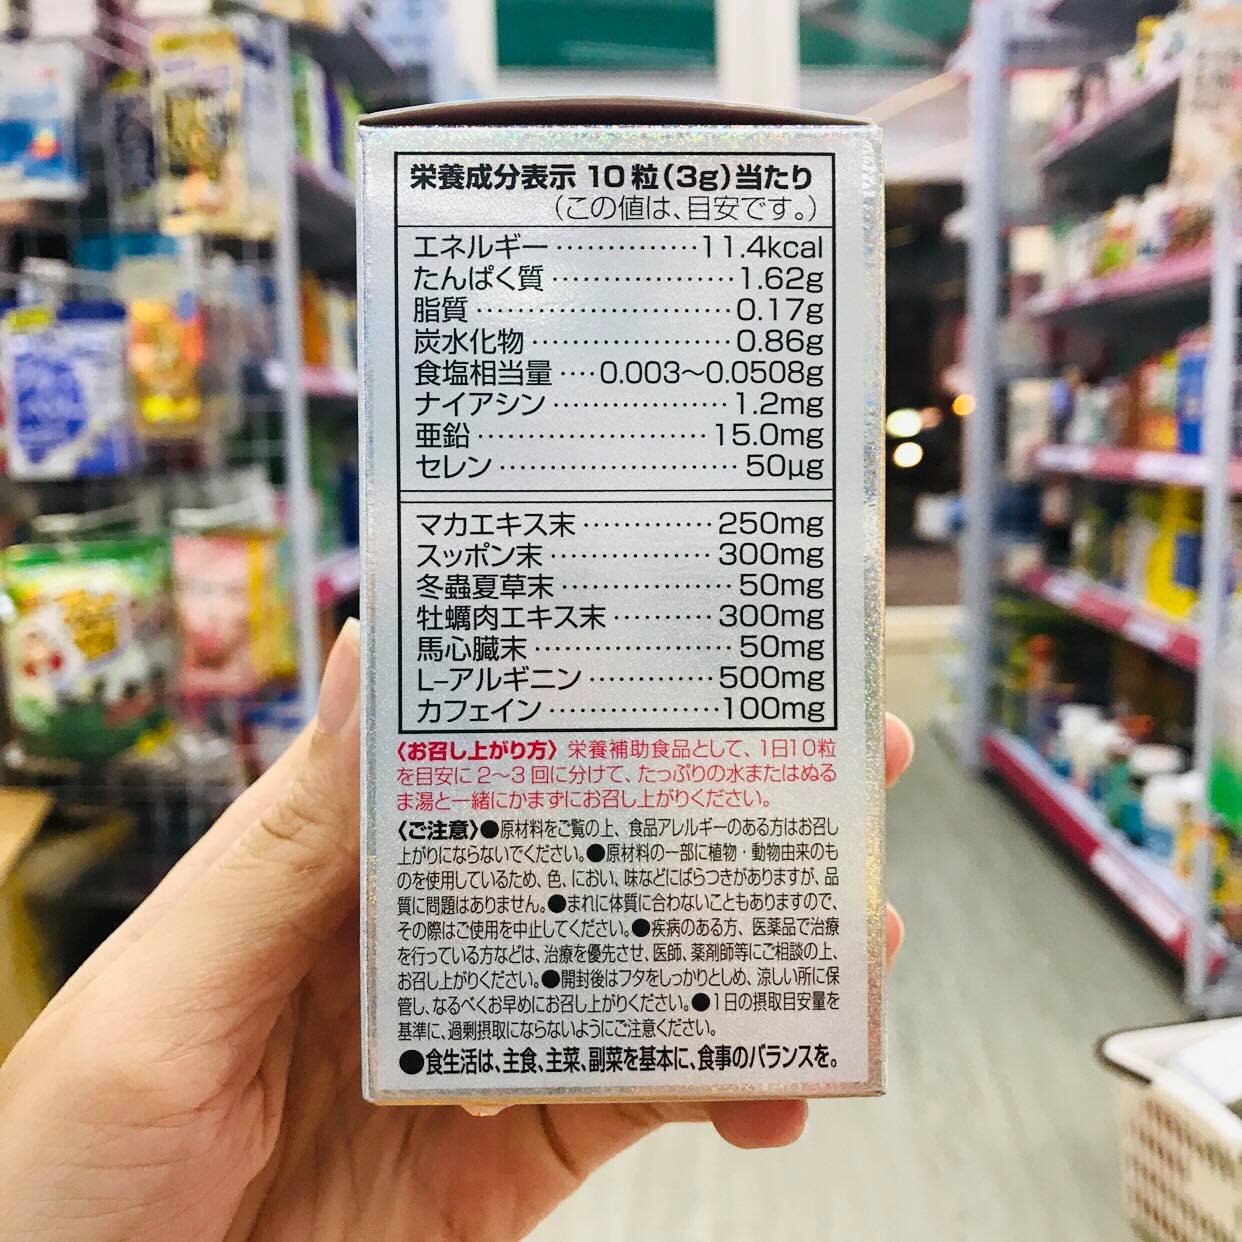 栄養成分表示 10粒(3g)当たり
(この値は、目安です。)
エネルギー……………11.4kcal
たんぱく質………………1.62g
脂質………………………0.17g
炭水化物…………………0.86g
食塩相当量….0.003〜0.0508g
ナイアシン………………1.2mg
亜鉛……………………15.0mg
セレン……………………50μg
マカエキス末…………250mg
スッポン末……………300mg
冬蟲夏草末………………50mg
牡蠣肉エキス末………300mg
馬心臓末…………………50mg
L-アルギニン…………500mg
カフェイン……………100mg
〈お召し上がり方〉栄養補助食品として、1日10粒
を目安に2〜3回に分けて、たっぷりの水またはぬる
ま湯と一緒にかまずにお召し上がりください。
〈ご注意〉●原材料をご覧の上、食品アレルギーのある方はお召し
上がりにならないでください。●原材料の一部に植物・動物由来のも
のを使用しているため、色、におい、味などにばらつきがありますが、品
質に問題はありません。●まれに体質に合わないこともありますので、
その際はご使用を中止してください。●疾病のある方、医薬品で治療
を行っている方などは、治療を優先させ、医師、薬剤師等にご相談の上、
お召し上がりください。●開封後はフタをしっかりとしめ、涼しい所に保
管し、なるべくお早めにお召し上がりください。●1日の摂取目安量を
基準に、過剰摂取にならないようにご注意ください。
●食生活は、主食、主菜、副菜を基本に、食事のバランスを。